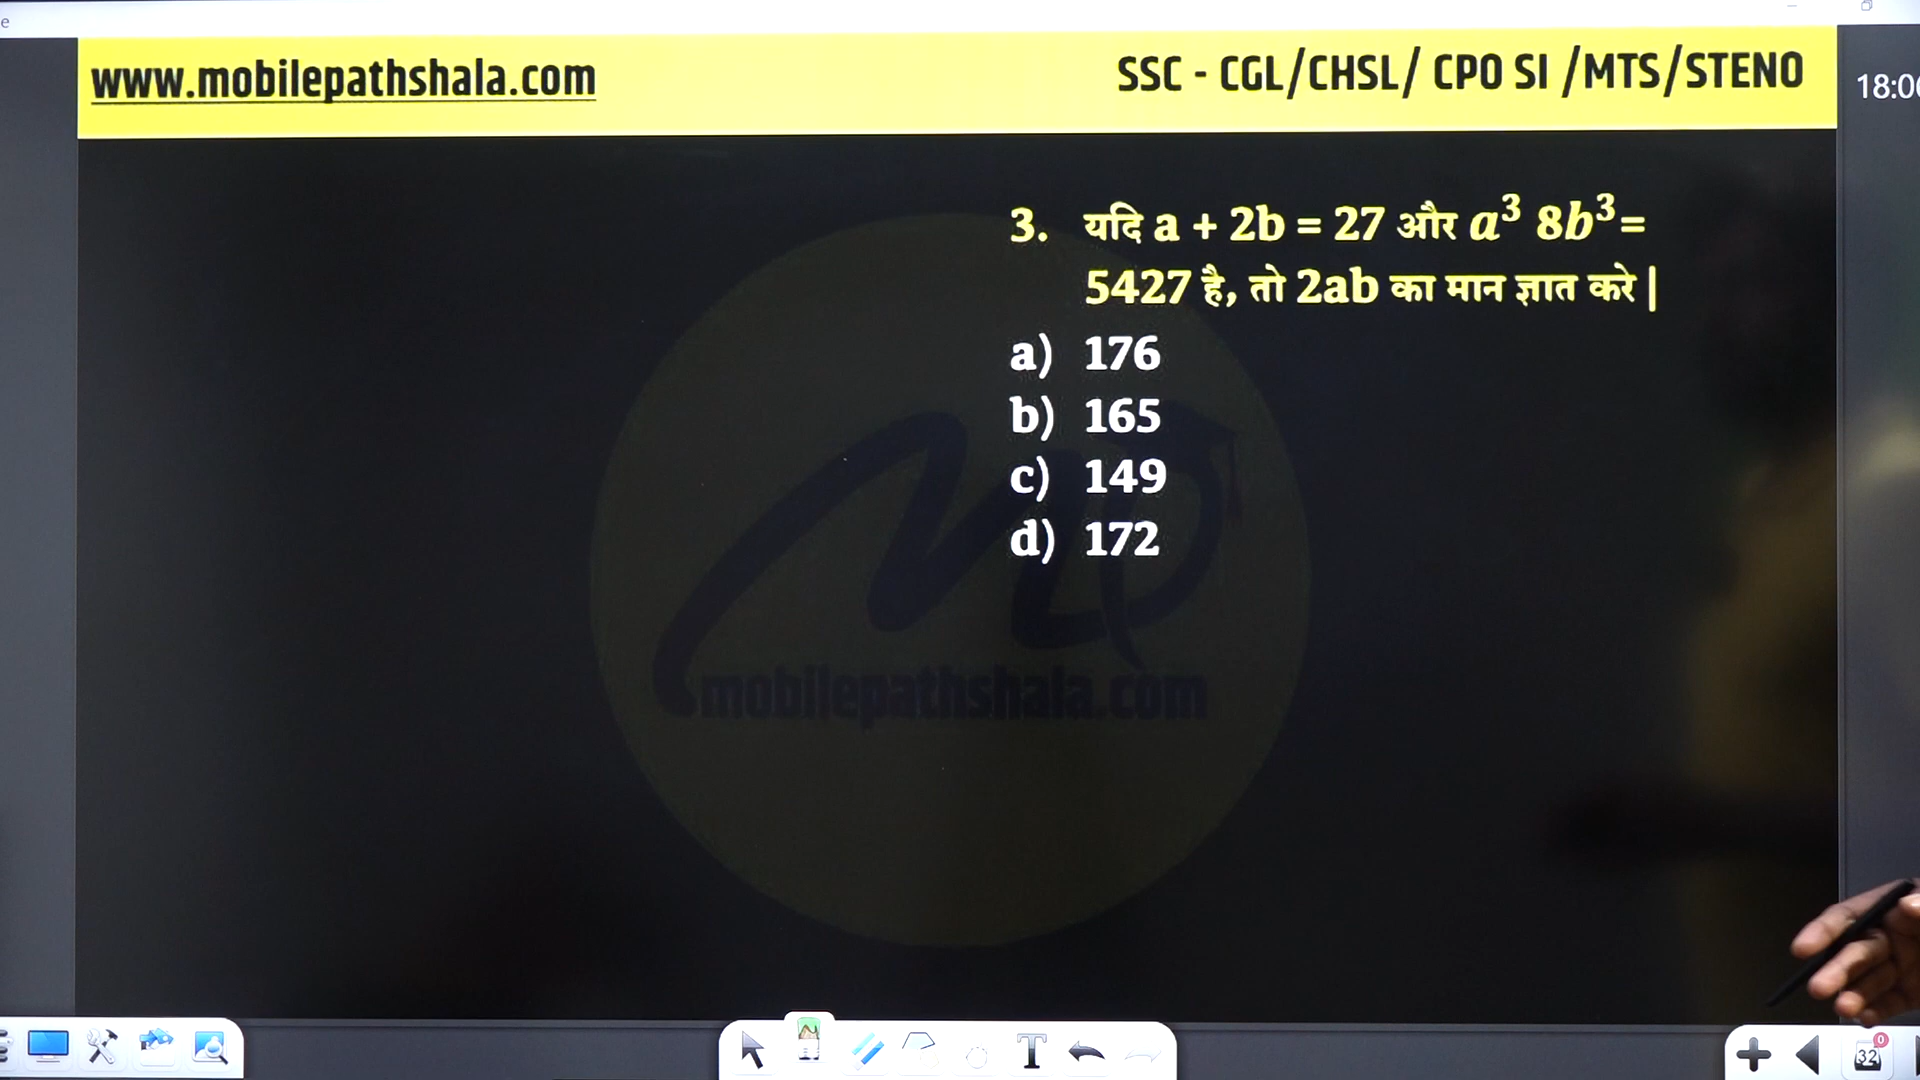 e
www.mobilepathshala.com
SSC - CGL/CHSL/ CPO SI /MTS/STENO
3. यदि a + 2b = 27 और a³ 8b³=
5427 है, तो 2ab का मान ज्ञात करे |
a) 176
b) 165
c) 149
d) 172
mobilepathshala.com
T
32
0